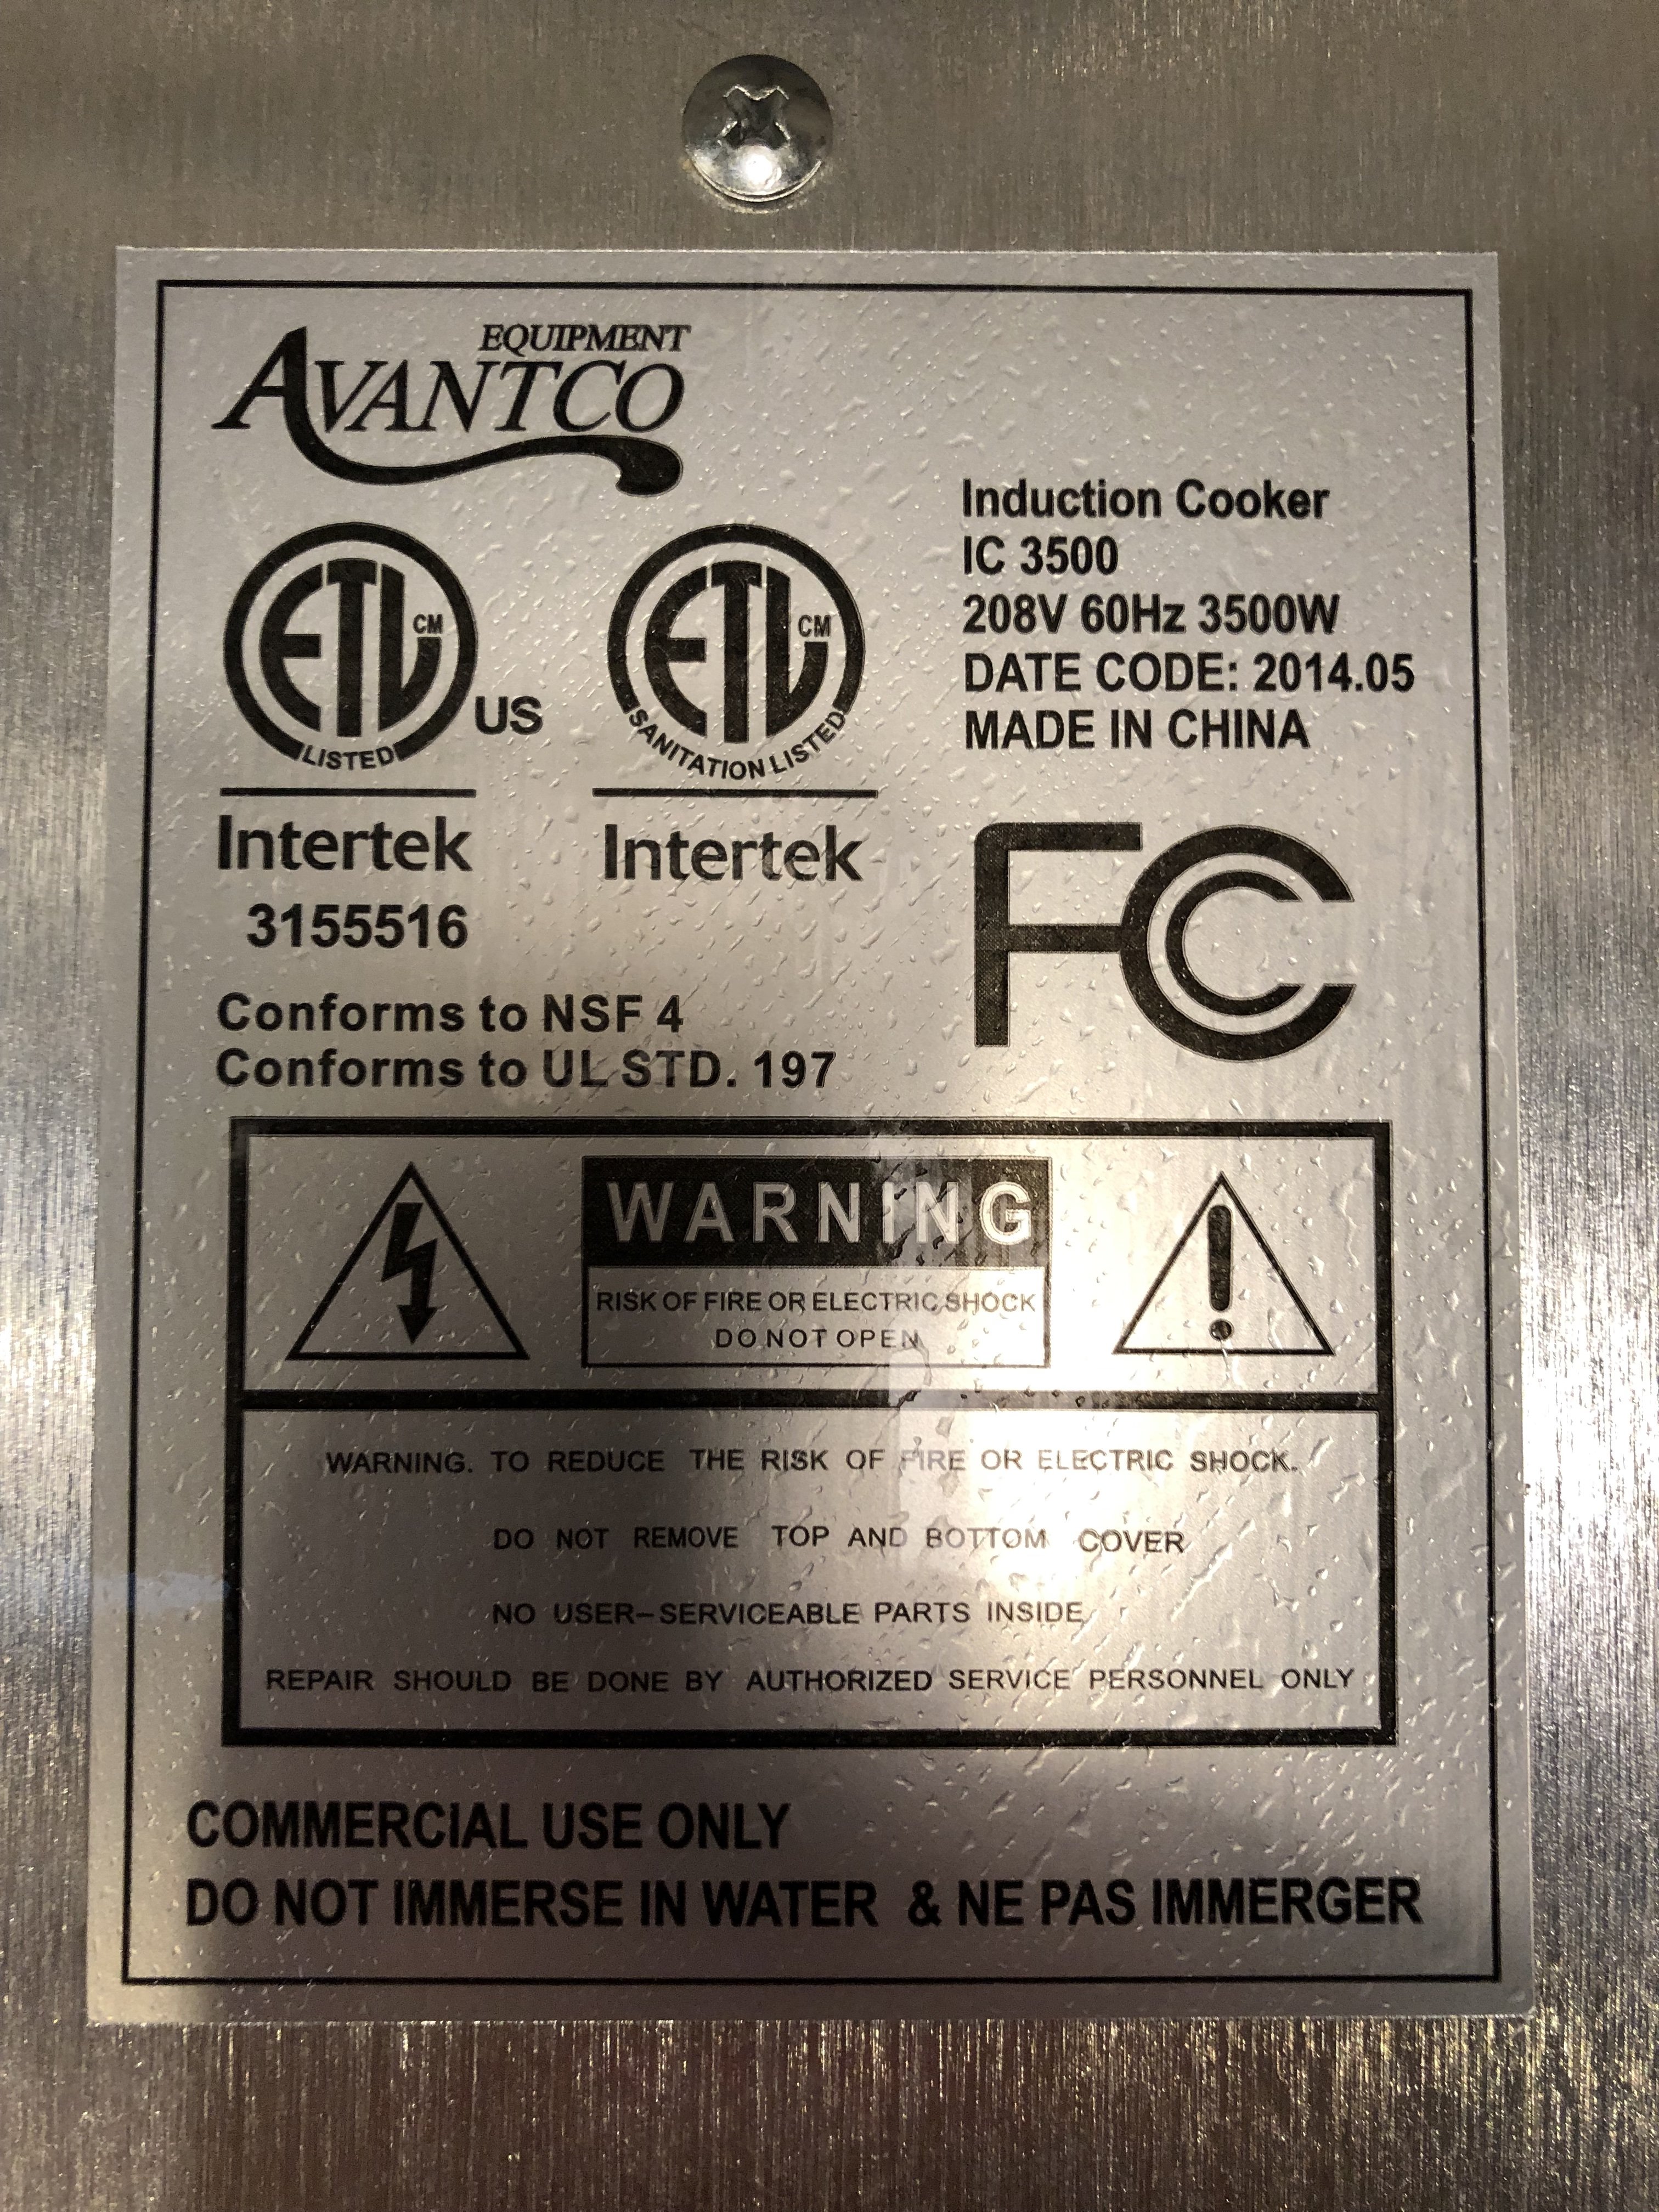 EQUIPMENT
AVANTCO
Induction Cooker
IC 3500
208V 60Hz 3500W
DATE CODE: 2014.05
MADE IN CHINA
ETL CM
LISTED
US
Intertek
3155516
ETL CM
SANITATION LISTED
Intertek
FC
Conforms to NSF 4
Conforms to UL STD. 197
WARNING
RISK OF FIRE OR ELECTRIC SHOCK
DO NOT OPEN
WARNING. TO REDUCE THE RISK OF FIRE OR ELECTRIC SHOCK.
DO NOT REMOVE TOP AND BOTTOM COVER
NO USER-SERVICEABLE PARTS INSIDE
REPAIR SHOULD BE DONE BY AUTHORIZED SERVICE PERSONNEL ONLY
COMMERCIAL USE ONLY
DO NOT IMMERSE IN WATER & NE PAS IMMERGER